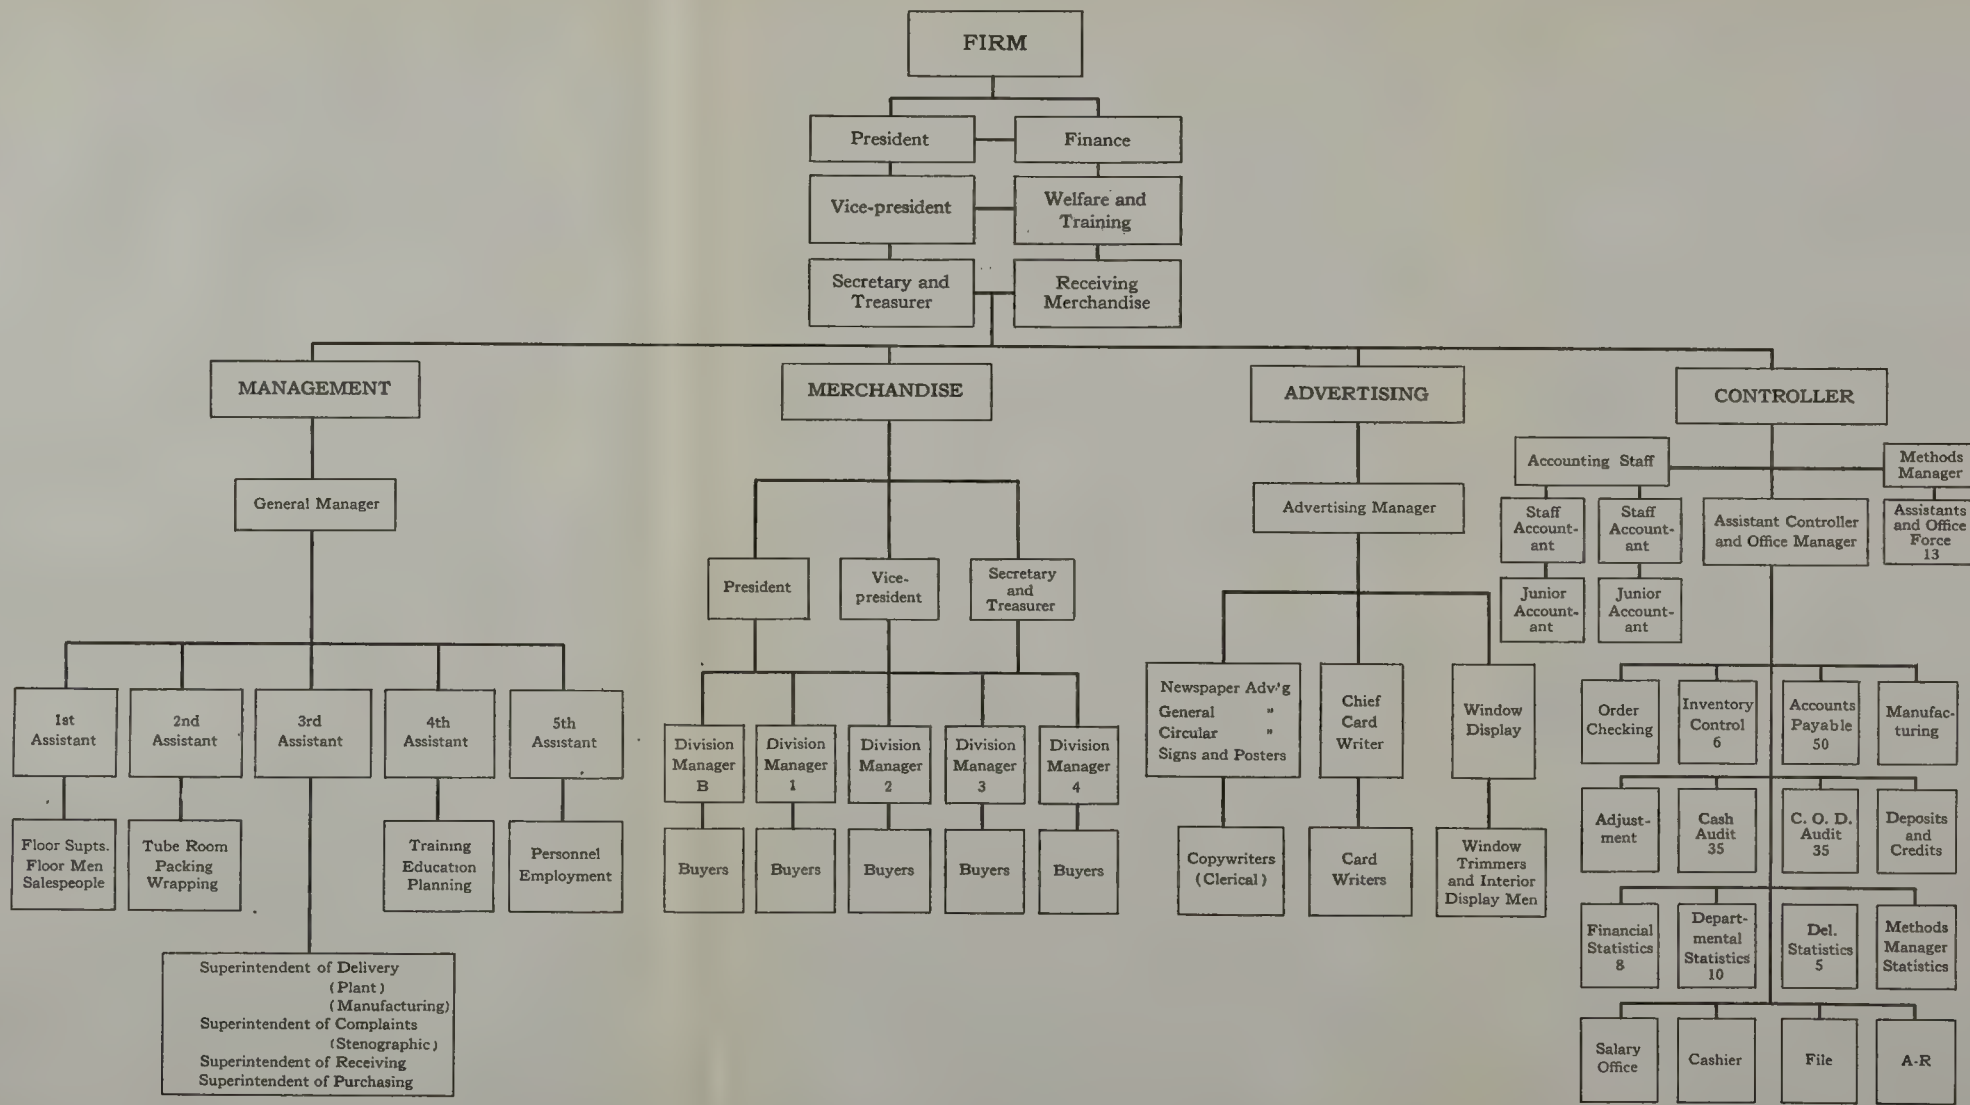 FIRM
President
Finance
Vice-president
Welfare and
Training
Secretary and
Treasurer
Receiving
Merchandise
MANAGEMENT
MERCHANDISE
ADVERTISING
CONTROLLER
General Manager
1st
Assistant
2nd
Assistant
3rd
Assistant
4th
Assistant
5th
Assistant
Floor Supts.
Floor Men
Salespeople
Tube Room
Packing
Wrapping
Training
Education
Planning
Personnel
Employment
Superintendent of Delivery
(Plant)
(Manufacturing)
Superintendent of Complaints
(Stenographic)
Superintendent of Receiving
Superintendent of Purchasing
President
Vice-
president
Secretary
and
Treasurer
Division
Manager
B
Division
Manager
1
Division
Manager
2
Division
Manager
3
Division
Manager
4
Buyers
Buyers
Buyers
Buyers
Buyers
Advertising Manager
Newspaper Adv'g
General "
Circular "
Signs and Posters
Chief
Card
Writer
Window
Display
Copywriters
(Clerical)
Card
Writers
Window
Trimmers
and Interior
Display Men
Accounting Staff
Methods
Manager
Staff
Account-
ant
Staff
Account-
ant
Assistant Controller
and Office Manager
Assistants
and Office
Force
13
Junior
Account-
ant
Junior
Account-
ant
Order
Checking
Inventory
Control
6
Accounts
Payable
50
Manufac-
turing
Adjust-
ment
Cash
Audit
35
C. O. D.
Audit
35
Deposits
and
Credits
Financial
Statistics
8
Depart-
mental
Statistics
10
Del.
Statistics
5
Methods
Manager
Statistics
Salary
Office
Cashier
File
A-R